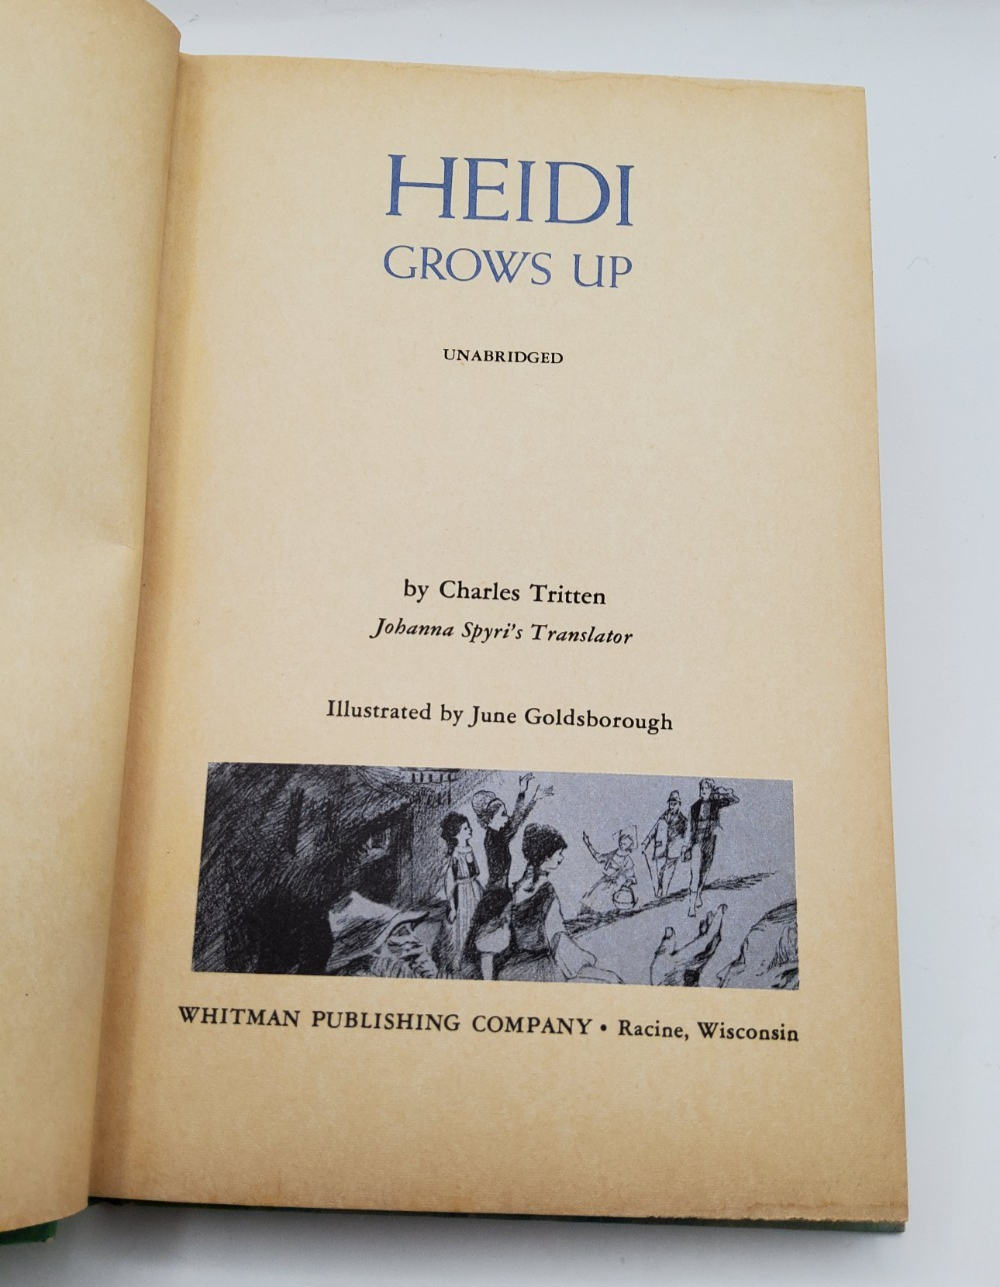 HEIDI
GROWS UP
UNABRIDGED
by Charles Tritten
Johanna Spyri's Translator
Illustrated by June Goldsborough
WHITMAN PUBLISHING COMPANY • Racine, Wisconsin